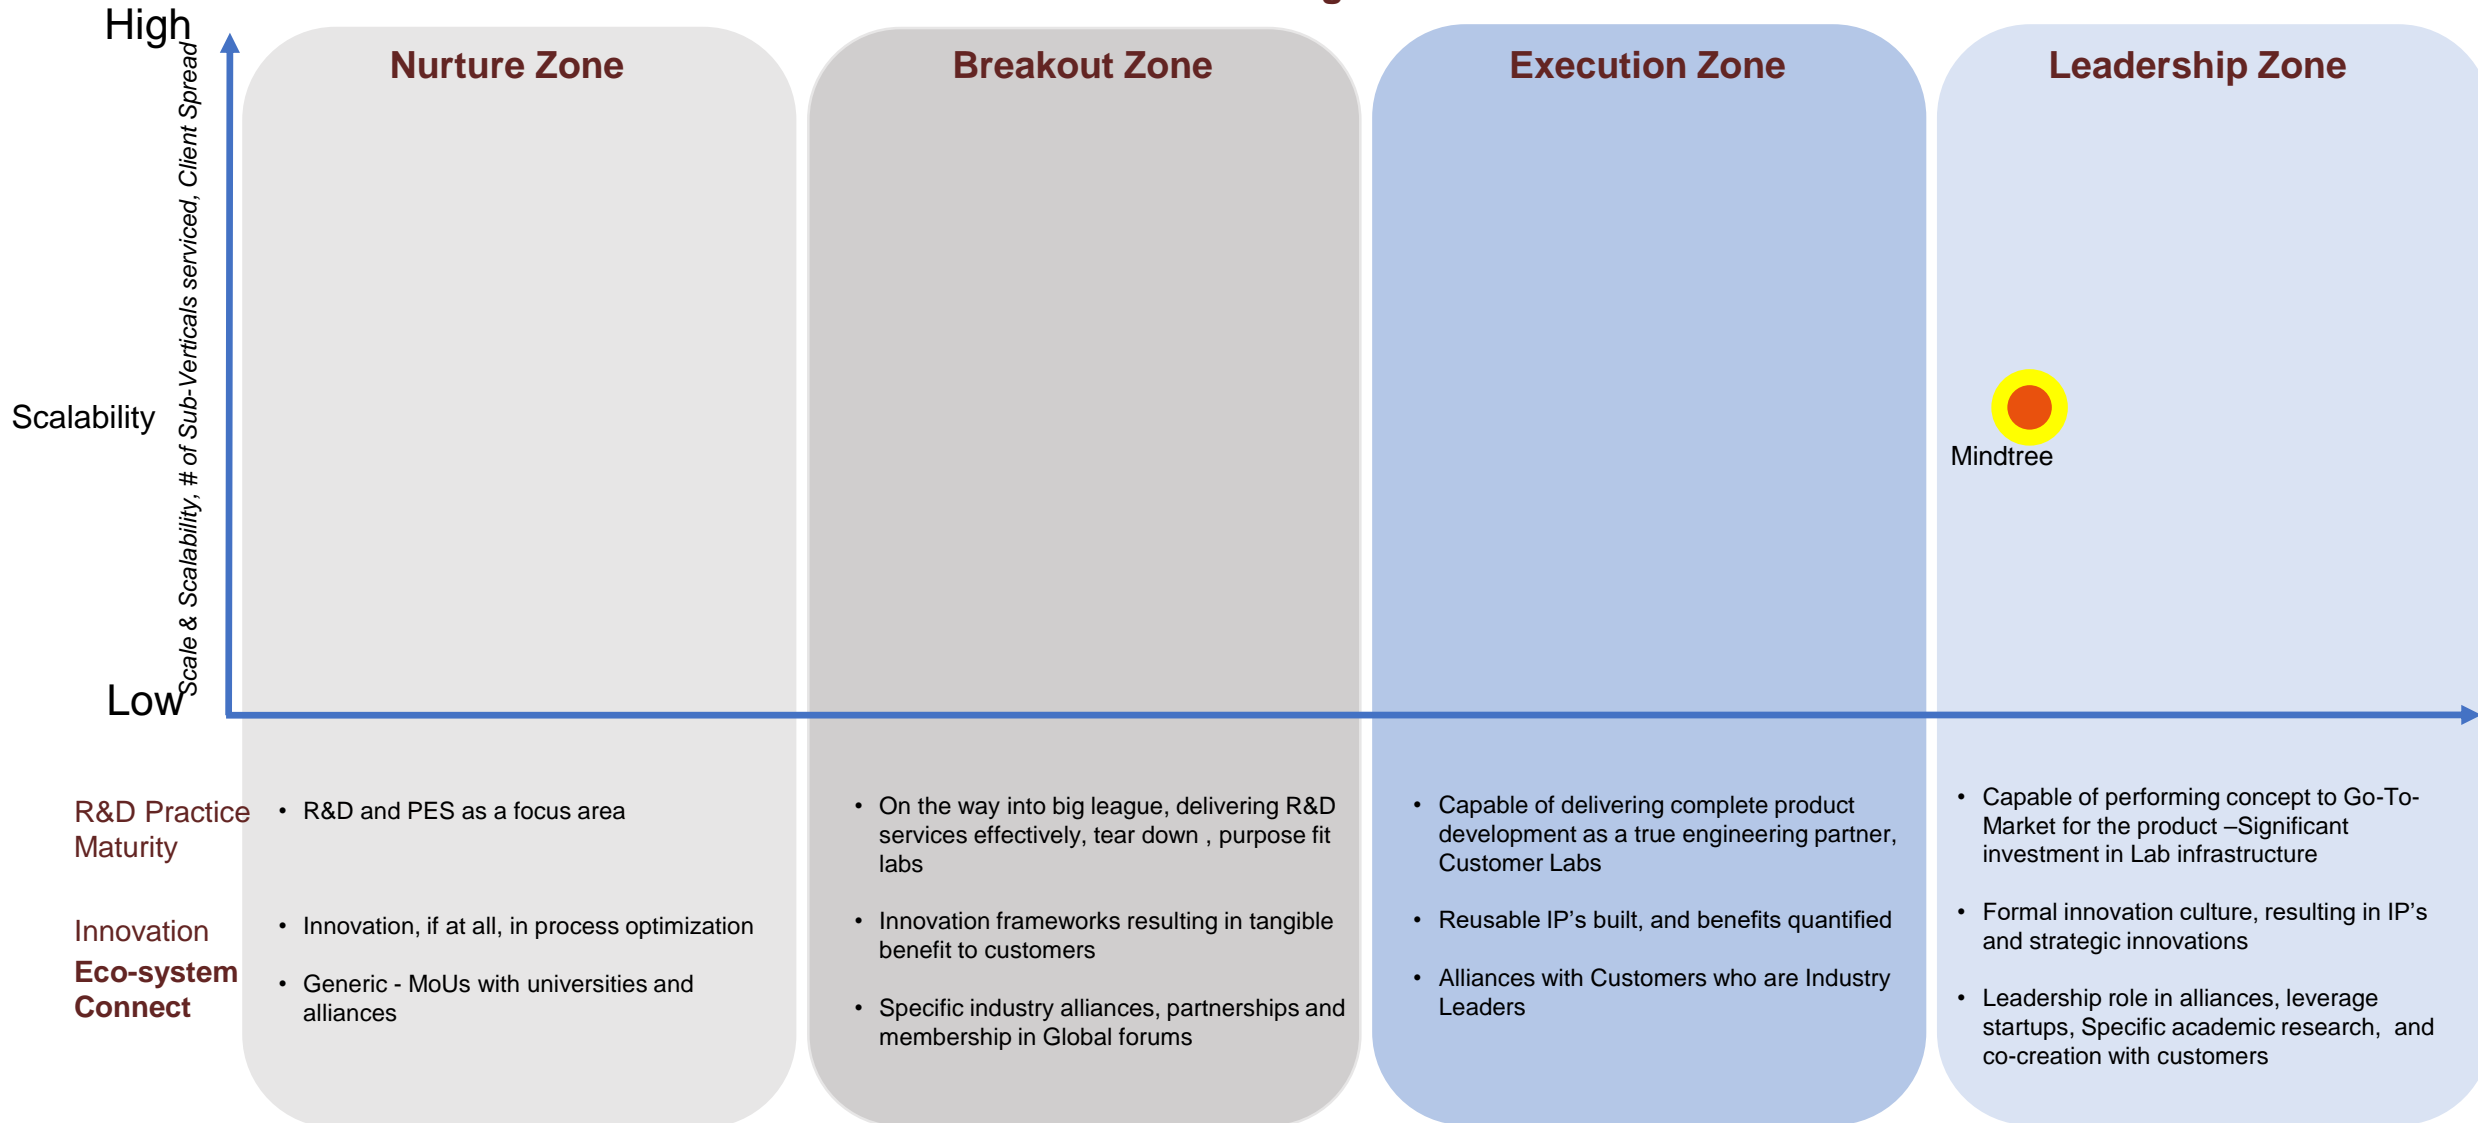 High
Nurture Zone
Breakout Zone
Execution Zone
Leadership Zone
Scale & Scalability, # of Sub-Verticals serviced, Client Spread
Scalability
Mindtree
Low
R&D Practice
Maturity
• R&D and PES as a focus area
• On the way into big league, delivering R&D
services effectively, tear down , purpose fit
labs
• Capable of delivering complete product
development as a true engineering partner,
Customer Labs
• Capable of performing concept to Go-To-
Market for the product –Significant
investment in Lab infrastructure
Innovation
• Innovation, if at all, in process optimization
• Innovation frameworks resulting in tangible
benefit to customers
• Reusable IP's built, and benefits quantified
• Formal innovation culture, resulting in IP's
and strategic innovations
Eco-system
Connect
• Generic - MoUs with universities and
alliances
• Specific industry alliances, partnerships and
membership in Global forums
• Alliances with Customers who are Industry
Leaders
• Leadership role in alliances, leverage
startups, Specific academic research, and
co-creation with customers